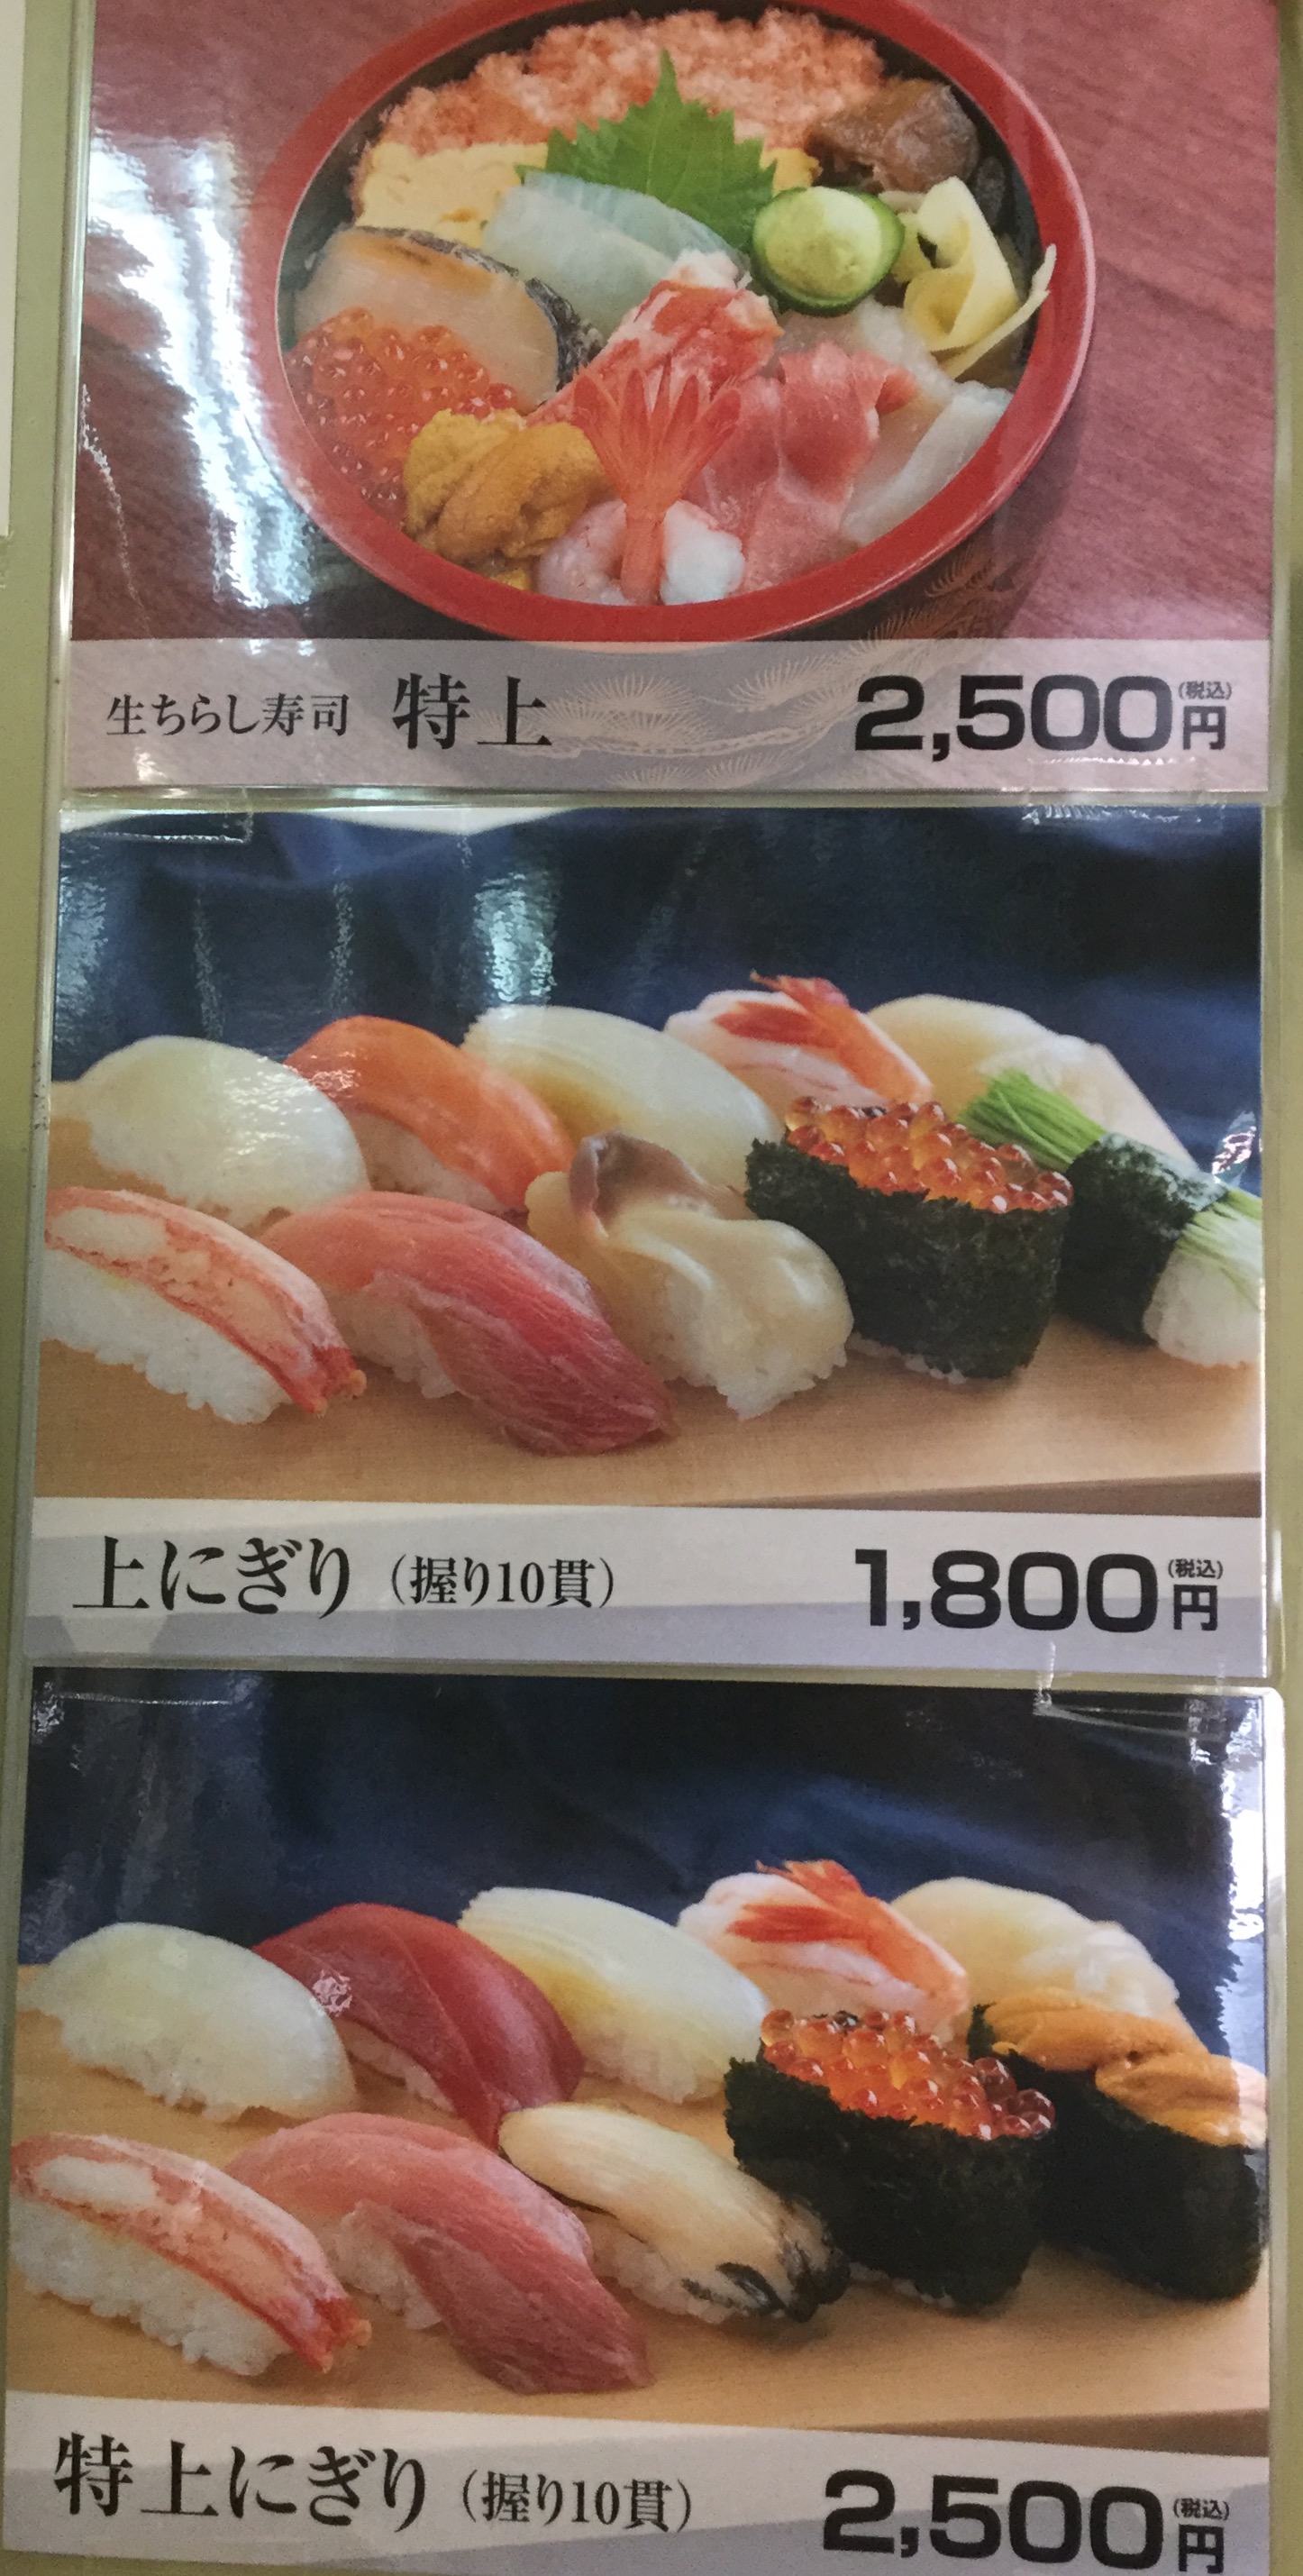 生ちらし寿司 特上 2,500円(税込)
上にぎり (握り10貫) 1,800円(税込)
特上にぎり (握り10貫) 2,500円(税込)